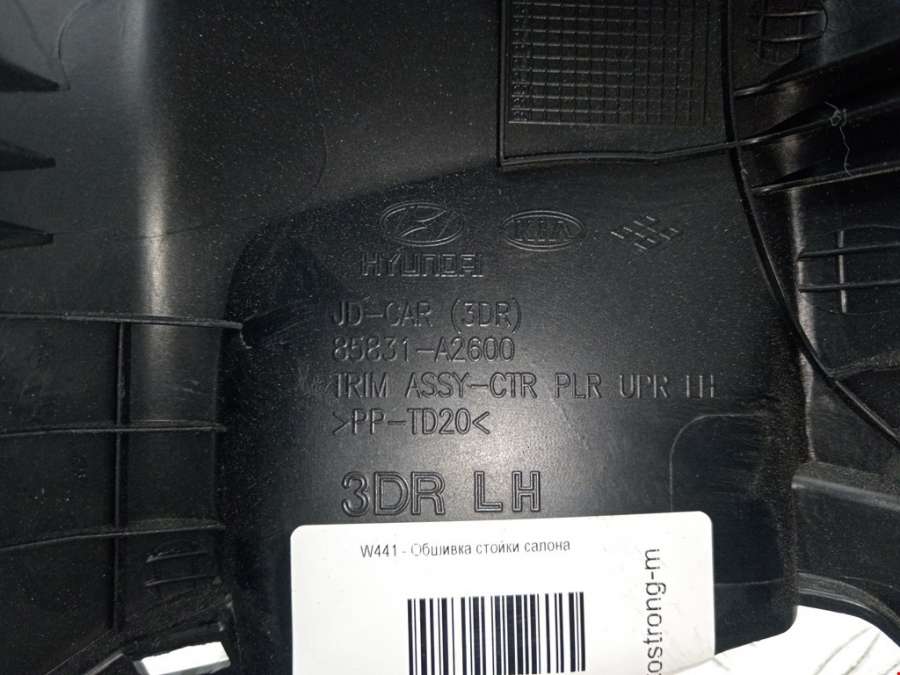 KIA
HYUNDAI
JD-CAR (3DR)
85831-A2600
TRIM ASSY-CTR PLR UPR LH
>PP-TD20<
3DR LH
W441 - Обшивка стойки салона
ostrong-m